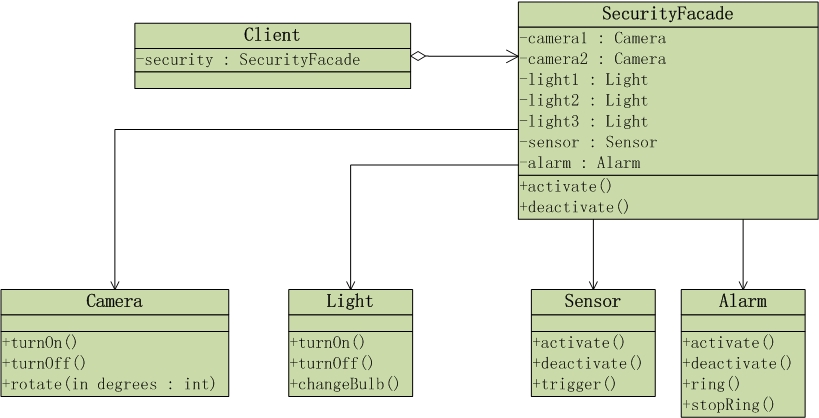 Client
-security : SecurityFacade
SecurityFacade
-camera1 : Camera
-camera2 : Camera
-light1 : Light
-light2 : Light
-light3 : Light
-sensor : Sensor
-alarm : Alarm
+activate()
+deactivate()
Camera
+turnOn()
+turnOff()
+rotate(in degrees : int)
Light
+turnOn()
+turnOff()
+changeBulb()
Sensor
+activate()
+deactivate()
+trigger()
Alarm
+activate()
+deactivate()
+ring()
+stopRing()